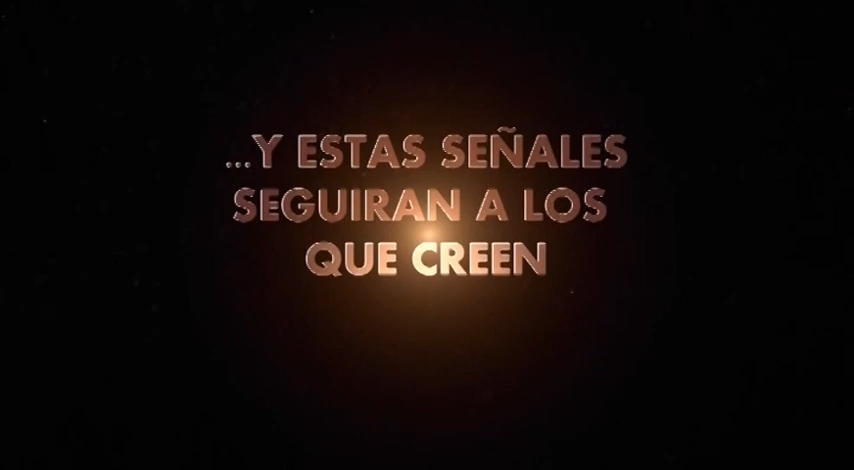 ...Y ESTAS SEÑALES
SEGUIRAN A LOS
QUE CREEN